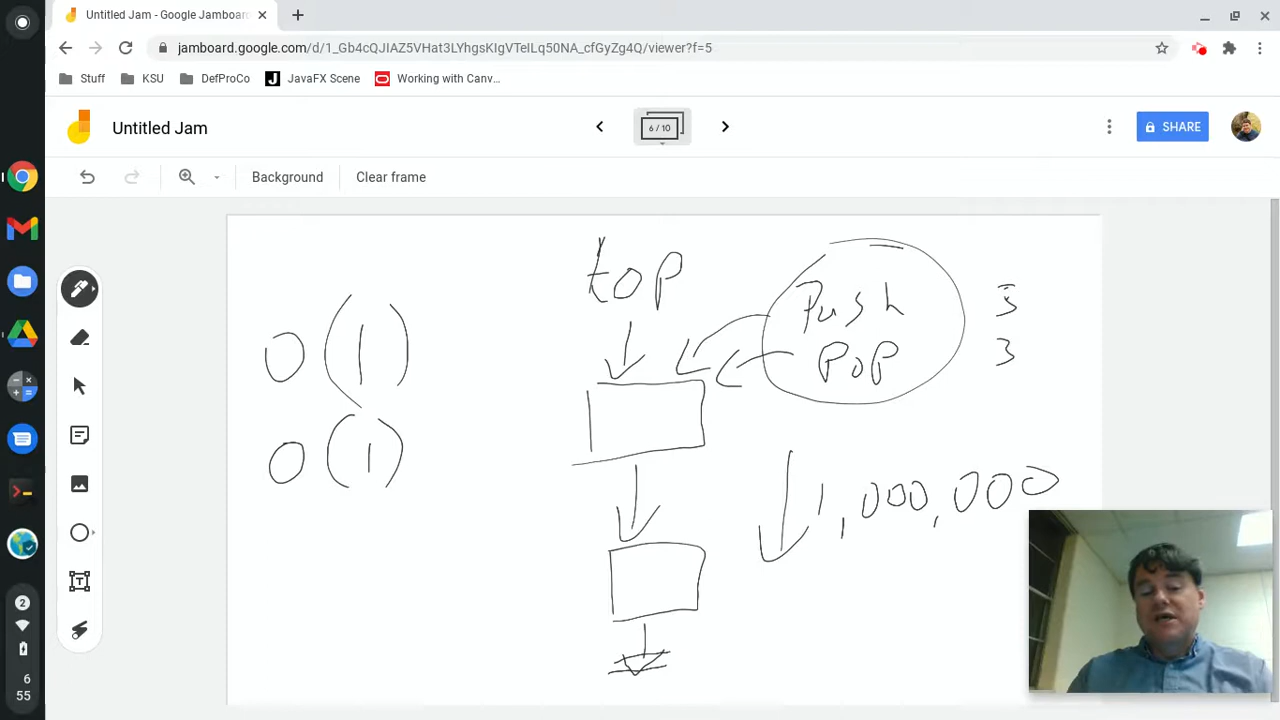 Untitled Jam - Google Jamboard
jamboard.google.com/d/1_Gb4cQJIAZ5VHat3LYhgsKIgVTeILq50NA_cfGyZg4Q/viewer?f=5
Stuff KSU DefProCo JavaFX Scene Working with Canv...
Untitled Jam
6 / 10
SHARE
Background
Clear frame
top
Push 3
Pop 3
O(1)
O(1)
1,000,000
2
6
55